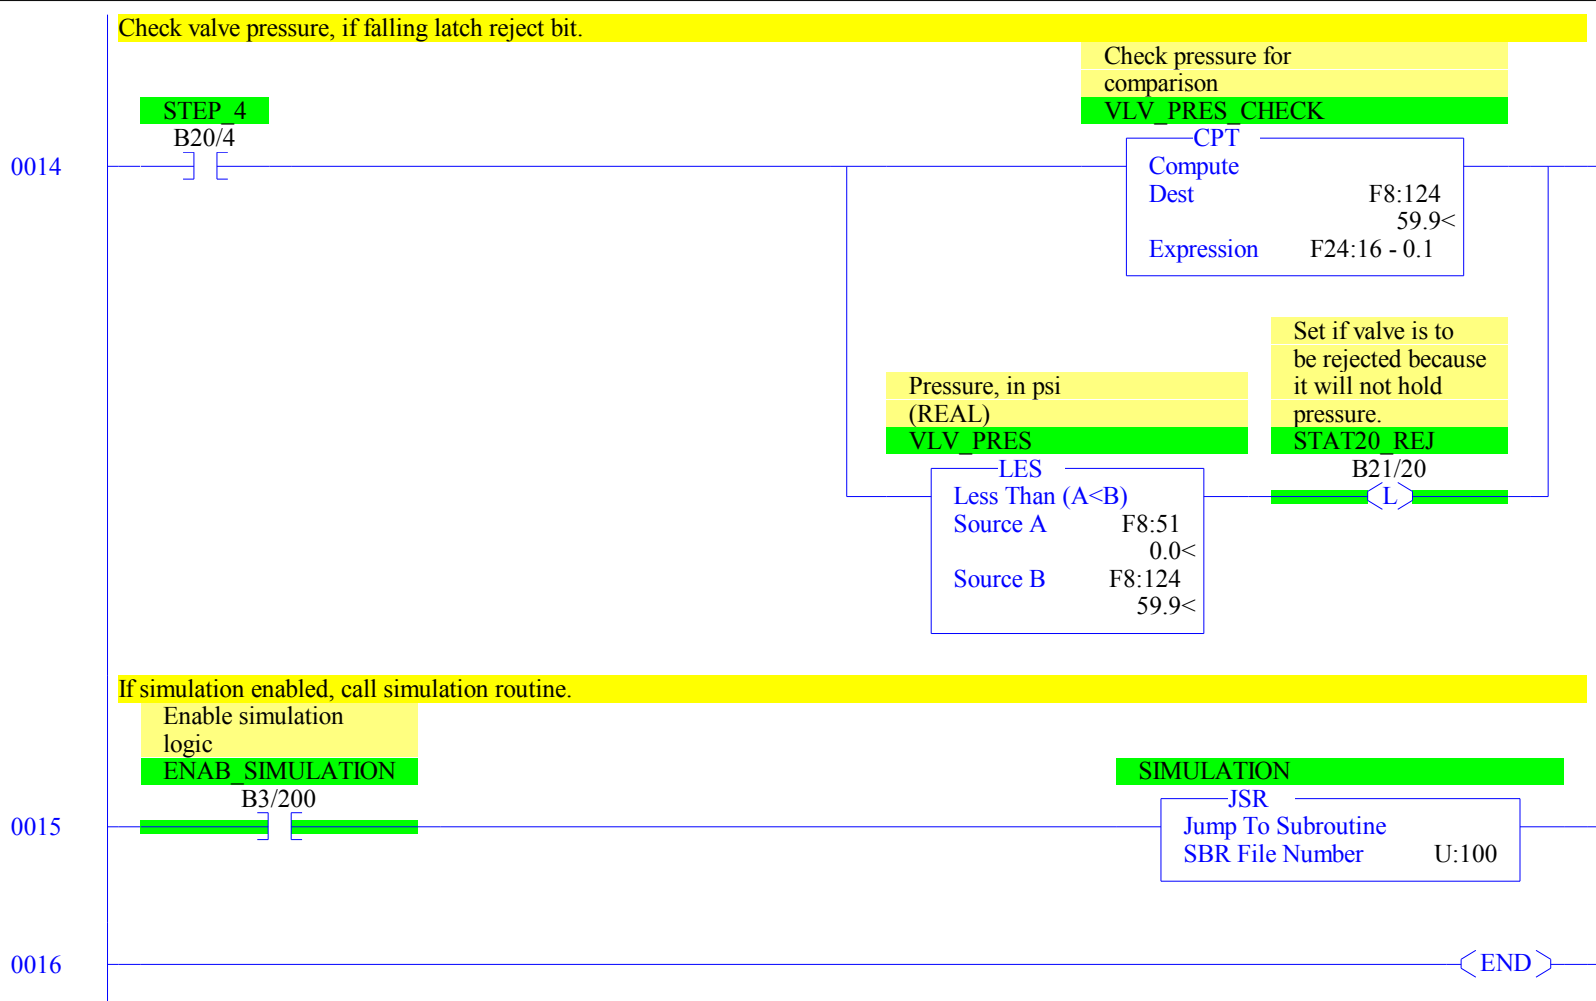 Check valve pressure, if falling latch reject bit.
Check pressure for
comparison
STEP_4
VLV_PRES_CHECK
B20/4
CPT
0014
Compute
Dest F8:124
59.9<
Expression F24:16 - 0.1
Set if valve is to
be rejected because
it will not hold
pressure.
Pressure, in psi
(REAL)
VLV_PRES
STAT20_REJ
LES
B21/20
Less Than (A<B)
L
Source A F8:51
0.0<
Source B F8:124
59.9<
If simulation enabled, call simulation routine.
Enable simulation
logic
ENAB_SIMULATION
SIMULATION
B3/200
JSR
0015
Jump To Subroutine
SBR File Number U:100
0016
END